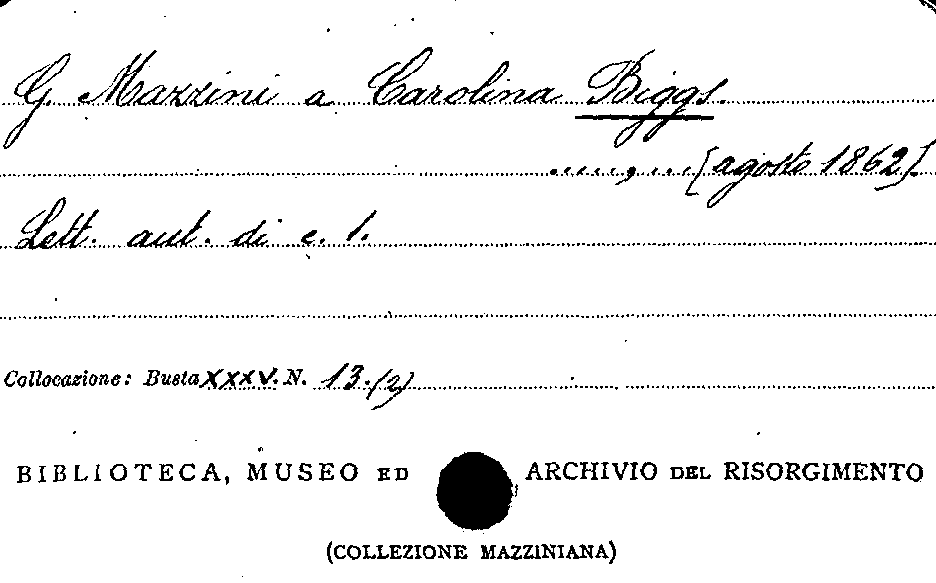 G. Mazzini a Carolina Biggs.
....., ... [agosto 1862].
Lett. aut. di c. 1.
Collocazione: Busta XXXV. N. 13.(2)
BIBLIOTECA, MUSEO ED ARCHIVIO DEL RISORGIMENTO
(COLLEZIONE MAZZINIANA)